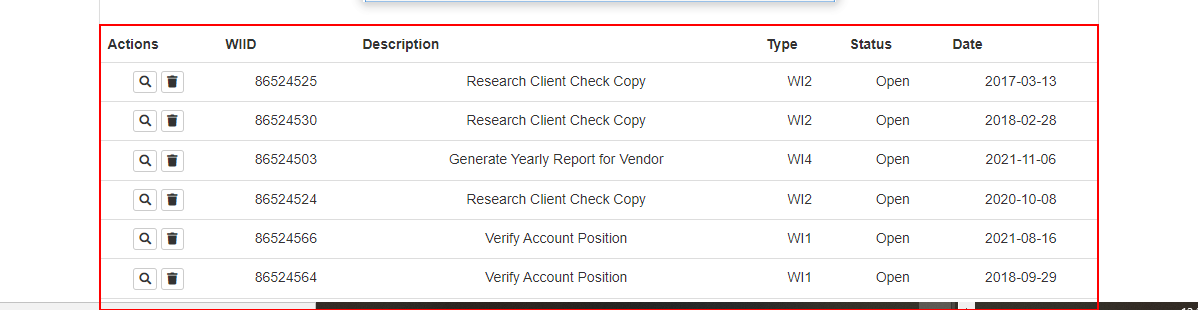 Actions WIID Description Type Status Date
86524525 Research Client Check Copy WI2 Open 2017-03-13
86524530 Research Client Check Copy WI2 Open 2018-02-28
86524503 Generate Yearly Report for Vendor WI4 Open 2021-11-06
86524524 Research Client Check Copy WI2 Open 2020-10-08
86524566 Verify Account Position WI1 Open 2021-08-16
86524564 Verify Account Position WI1 Open 2018-09-29